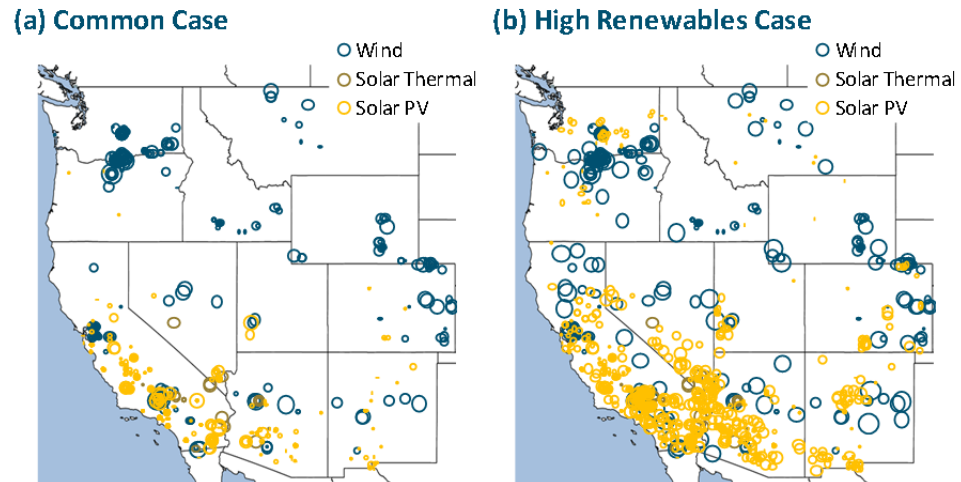 (a) Common Case
Wind
Solar Thermal
Solar PV
(b) High Renewables Case
Wind
Solar Thermal
Solar PV